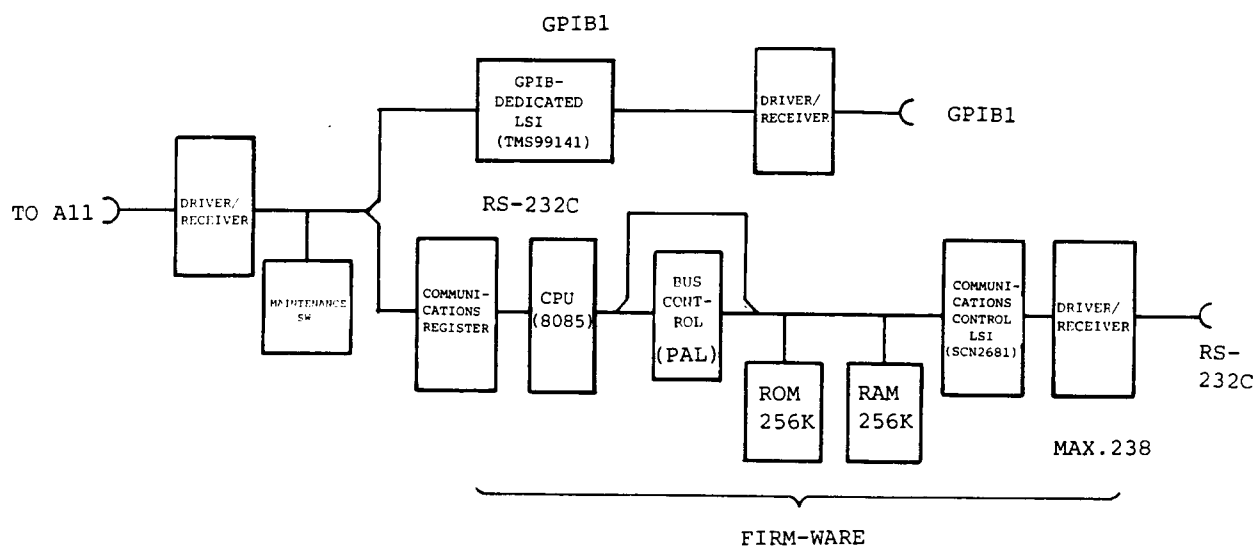 GPIB1
GPIB-
DEDICATED
LSI
(TMS99141)
DRIVER/
RECEIVER
GPIB1
TO A11
DRIVER/
RECEIVER
MAINTENANCE
SW
RS-232C
COMMUNI-
CATIONS
REGISTER
CPU
(8085)
BUS
CONT-
ROL
(PAL)
ROM
256K
RAM
256K
COMMUNI-
CATIONS
CONTROL
LSI
(SCN2681)
DRIVER/
RECEIVER
RS-
232C
MAX.238
FIRM-WARE